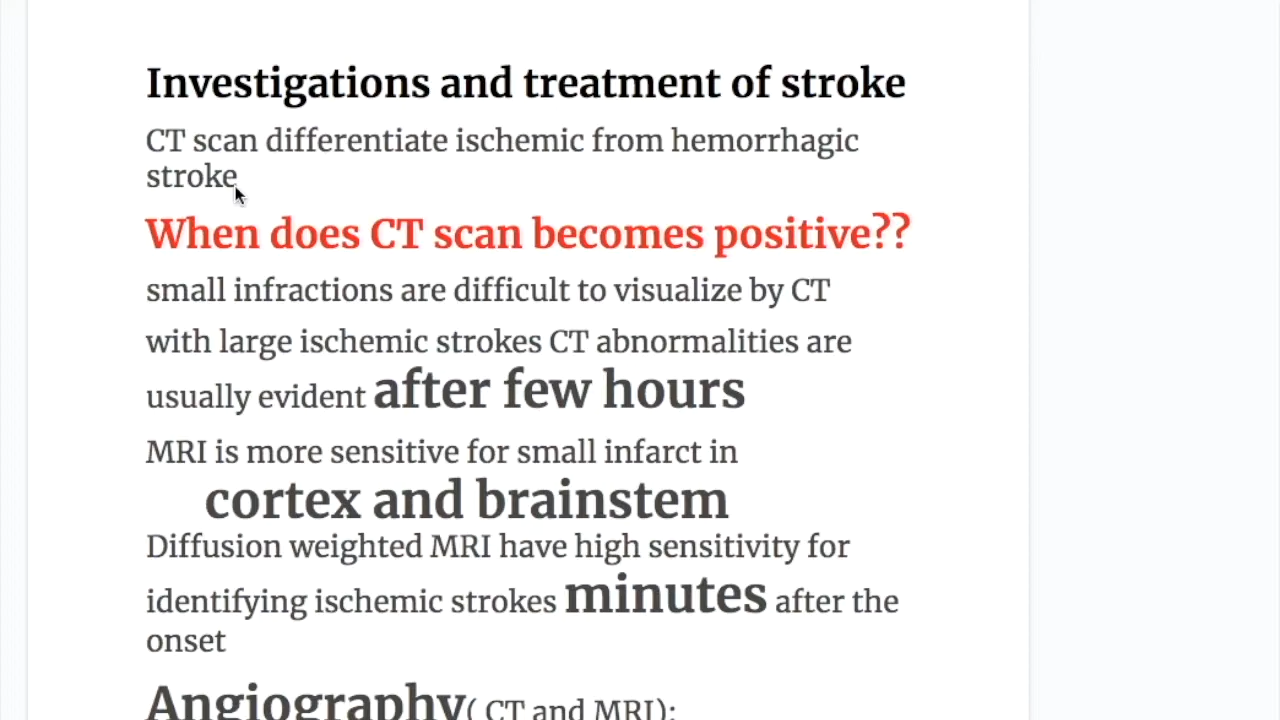 Investigations and treatment of stroke
CT scan differentiate ischemic from hemorrhagic
stroke
When does CT scan becomes positive??
small infractions are difficult to visualize by CT
with large ischemic strokes CT abnormalities are
usually evident after few hours
MRI is more sensitive for small infarct in
cortex and brainstem
Diffusion weighted MRI have high sensitivity for
identifying ischemic strokes minutes after the
onset
Angiography( CT and MRI):